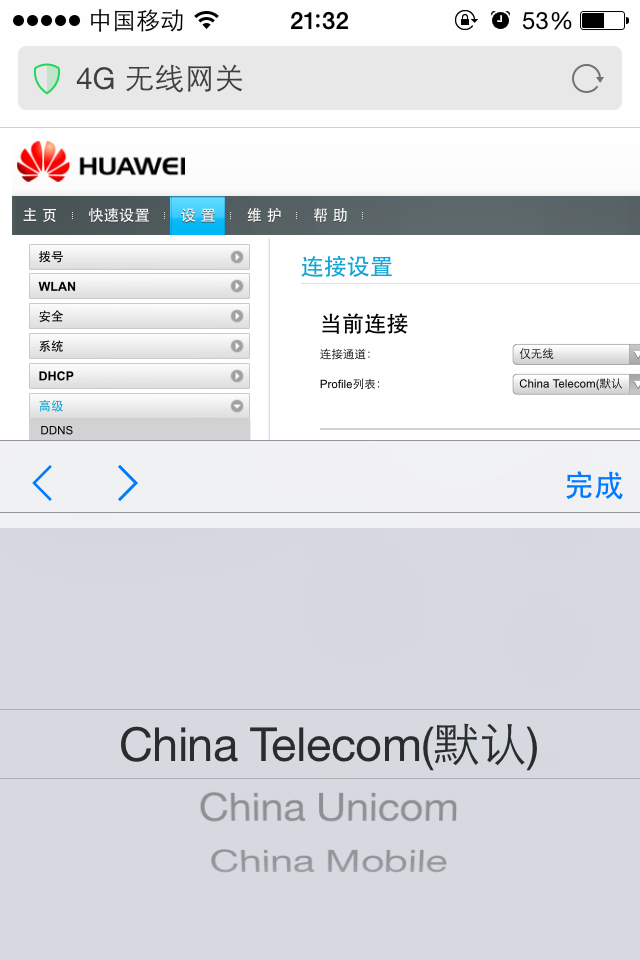 中国移动 21:32 53%
4G 无线网关
HUAWEI
主 页 快速设置 设 置 维 护 帮 助
拨号
WLAN
安全
系统
DHCP
高级
DDNS
连接设置
当前连接
连接通道: 仅无线
Profile列表: China Telecom(默认
完成
China Telecom(默认)
China Unicom
China Mobile